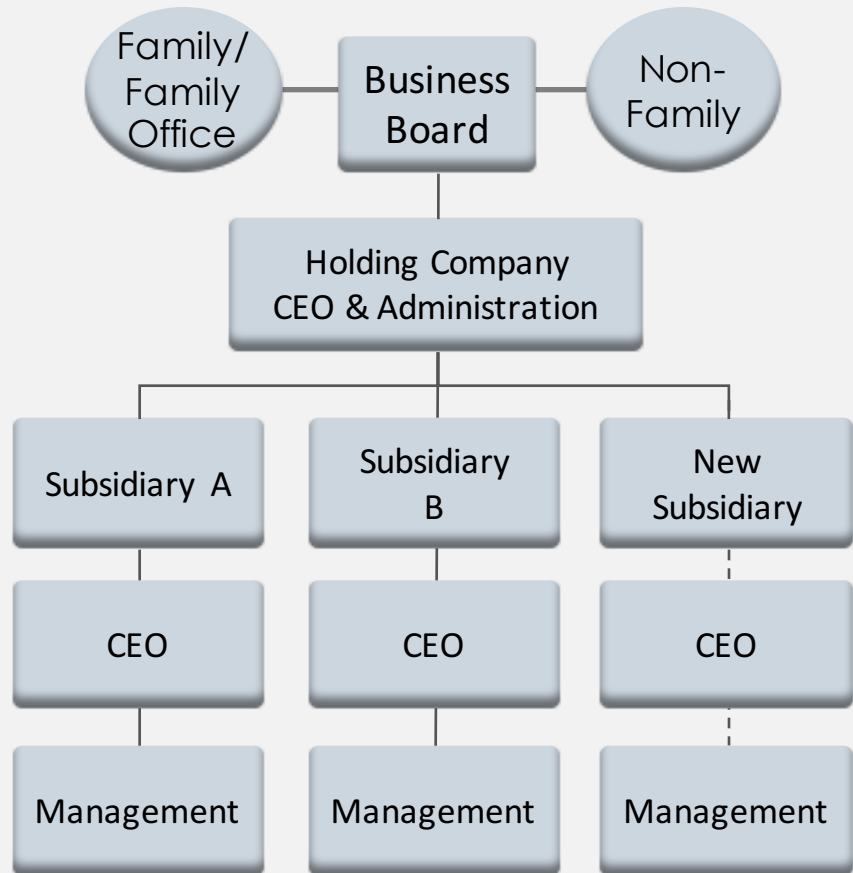 Family/
Family
Office
Business
Board
Non-
Family
Holding Company
CEO & Administration
Subsidiary A
Subsidiary
B
New
Subsidiary
CEO
CEO
CEO
Management
Management
Management